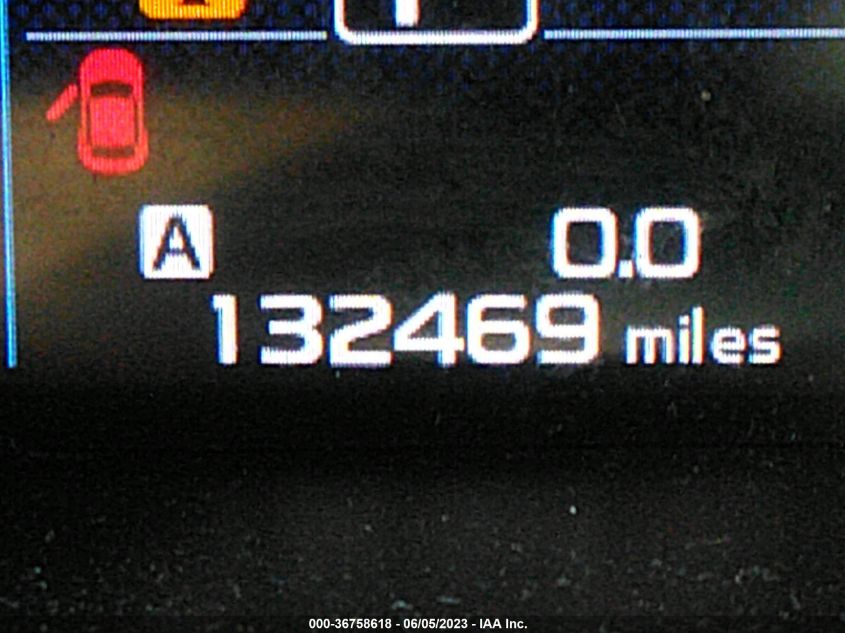 A 0.0
132469 miles
000-36758618 - 06/05/2023 - IAA Inc.